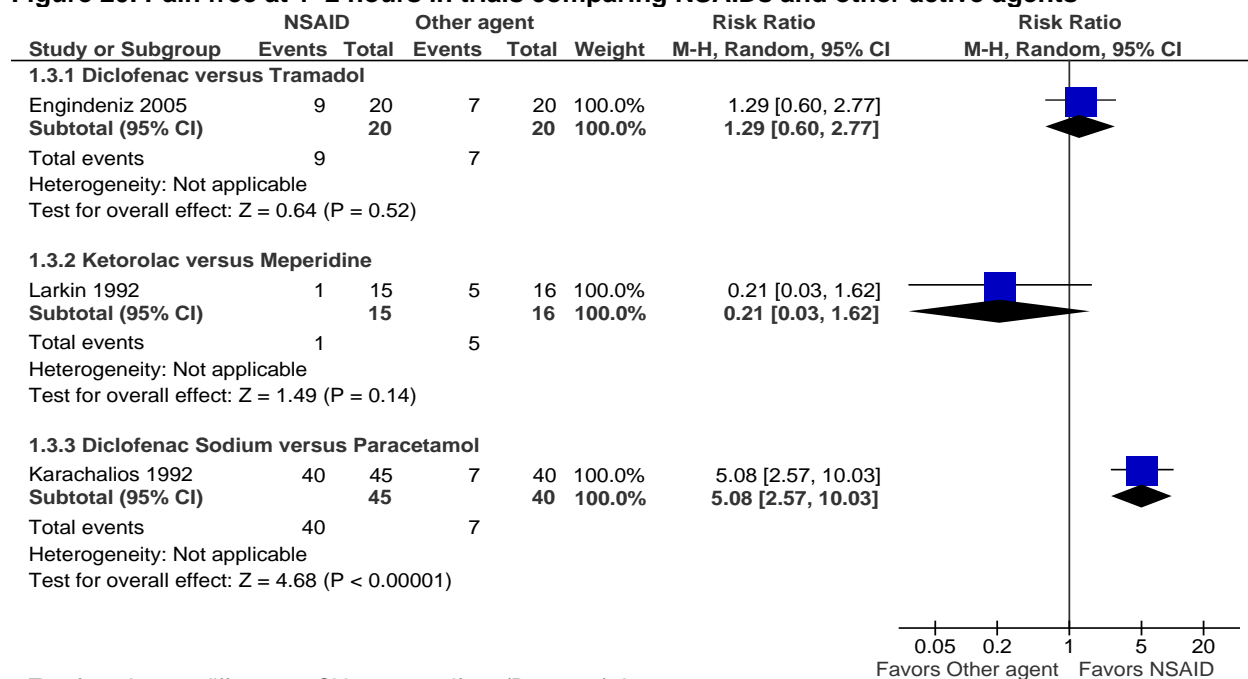 NSAID Other agent Risk Ratio Risk Ratio
Study or Subgroup Events Total Events Total Weight M-H, Random, 95% CI M-H, Random, 95% CI
1.3.1 Diclofenac versus Tramadol
Engindeniz 2005 9 20 7 20 100.0% 1.29 [0.60, 2.77]
Subtotal (95% CI) 20 20 100.0% 1.29 [0.60, 2.77]
Total events 9 7
Heterogeneity: Not applicable
Test for overall effect: Z = 0.64 (P = 0.52)
1.3.2 Ketorolac versus Meperidine
Larkin 1992 1 15 5 16 100.0% 0.21 [0.03, 1.62]
Subtotal (95% CI) 15 16 100.0% 0.21 [0.03, 1.62]
Total events 1 5
Heterogeneity: Not applicable
Test for overall effect: Z = 1.49 (P = 0.14)
1.3.3 Diclofenac Sodium versus Paracetamol
Karachalios 1992 40 45 7 40 100.0% 5.08 [2.57, 10.03]
Subtotal (95% CI) 45 40 100.0% 5.08 [2.57, 10.03]
Total events 40 7
Heterogeneity: Not applicable
Test for overall effect: Z = 4.68 (P < 0.00001)
0.05 0.2 1 5 20
Favors Other agent Favors NSAID